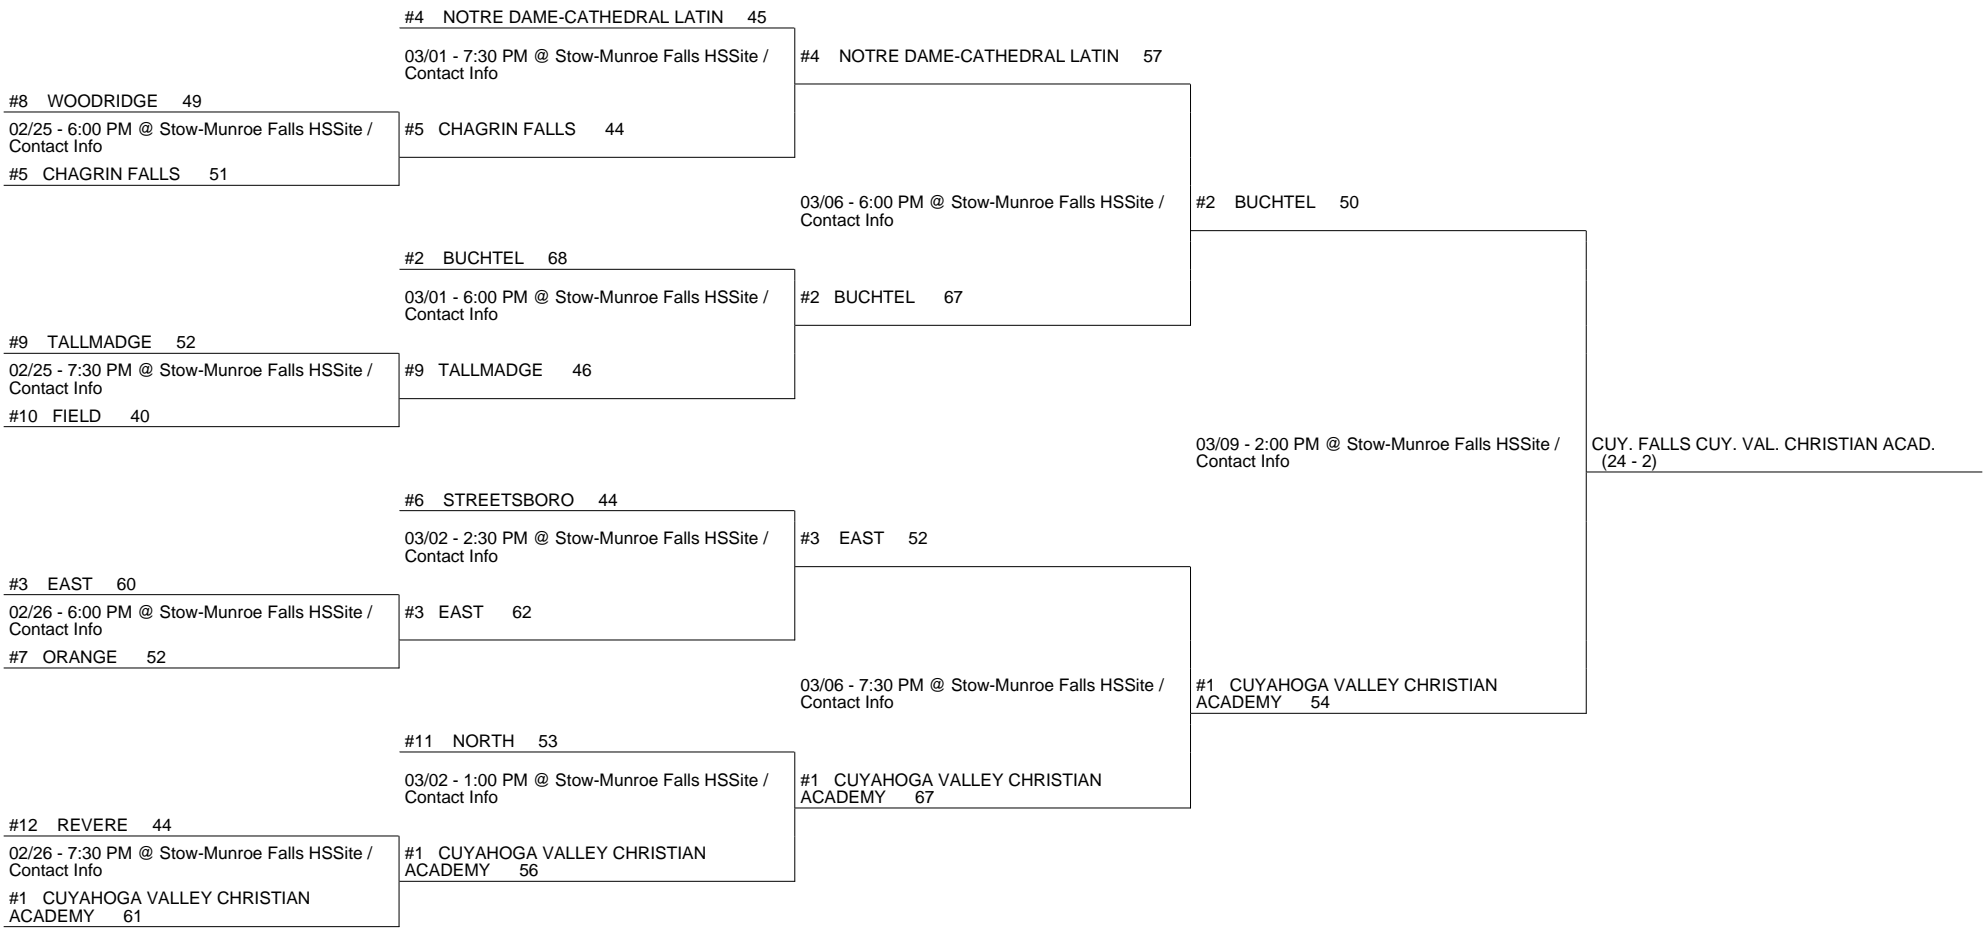 #4 NOTRE DAME-CATHEDRAL LATIN 45
03/01 - 7:30 PM @ Stow-Munroe Falls HSSite /
Contact Info
#4 NOTRE DAME-CATHEDRAL LATIN 57
#8 WOODRIDGE 49
02/25 - 6:00 PM @ Stow-Munroe Falls HSSite /
Contact Info
#5 CHAGRIN FALLS 44
#5 CHAGRIN FALLS 51
03/06 - 6:00 PM @ Stow-Munroe Falls HSSite /
Contact Info
#2 BUCHTEL 50
#2 BUCHTEL 68
03/01 - 6:00 PM @ Stow-Munroe Falls HSSite /
Contact Info
#2 BUCHTEL 67
#9 TALLMADGE 52
02/25 - 7:30 PM @ Stow-Munroe Falls HSSite /
Contact Info
#9 TALLMADGE 46
#10 FIELD 40
03/09 - 2:00 PM @ Stow-Munroe Falls HSSite /
Contact Info
CUY. FALLS CUY. VAL. CHRISTIAN ACAD.
(24 - 2)
#6 STREETSBORO 44
03/02 - 2:30 PM @ Stow-Munroe Falls HSSite /
Contact Info
#3 EAST 52
#3 EAST 60
02/26 - 6:00 PM @ Stow-Munroe Falls HSSite /
Contact Info
#3 EAST 62
#7 ORANGE 52
03/06 - 7:30 PM @ Stow-Munroe Falls HSSite /
Contact Info
#1 CUYAHOGA VALLEY CHRISTIAN
ACADEMY 54
#11 NORTH 53
03/02 - 1:00 PM @ Stow-Munroe Falls HSSite /
Contact Info
#1 CUYAHOGA VALLEY CHRISTIAN
ACADEMY 67
#12 REVERE 44
02/26 - 7:30 PM @ Stow-Munroe Falls HSSite /
Contact Info
#1 CUYAHOGA VALLEY CHRISTIAN
ACADEMY 56
#1 CUYAHOGA VALLEY CHRISTIAN
ACADEMY 61